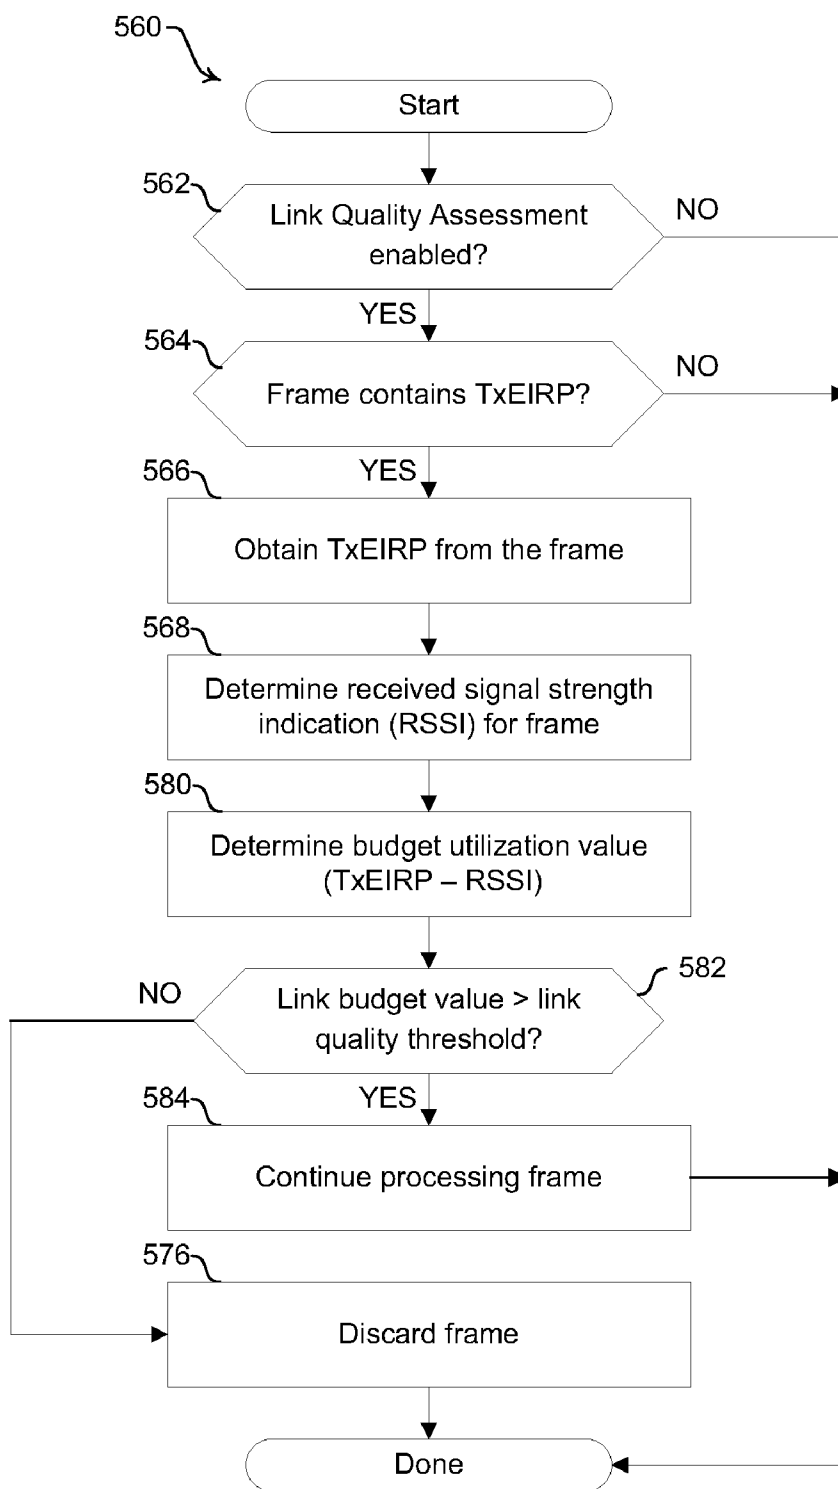 560
Start
562
Link Quality Assessment
enabled?
NO
YES
564
Frame contains TxEIRP?
NO
YES
566
Obtain TxEIRP from the frame
568
Determine received signal strength
indication (RSSI) for frame
580
Determine budget utilization value
(TxEIRP – RSSI)
582
NO
Link budget value > link
quality threshold?
YES
584
Continue processing frame
576
Discard frame
Done